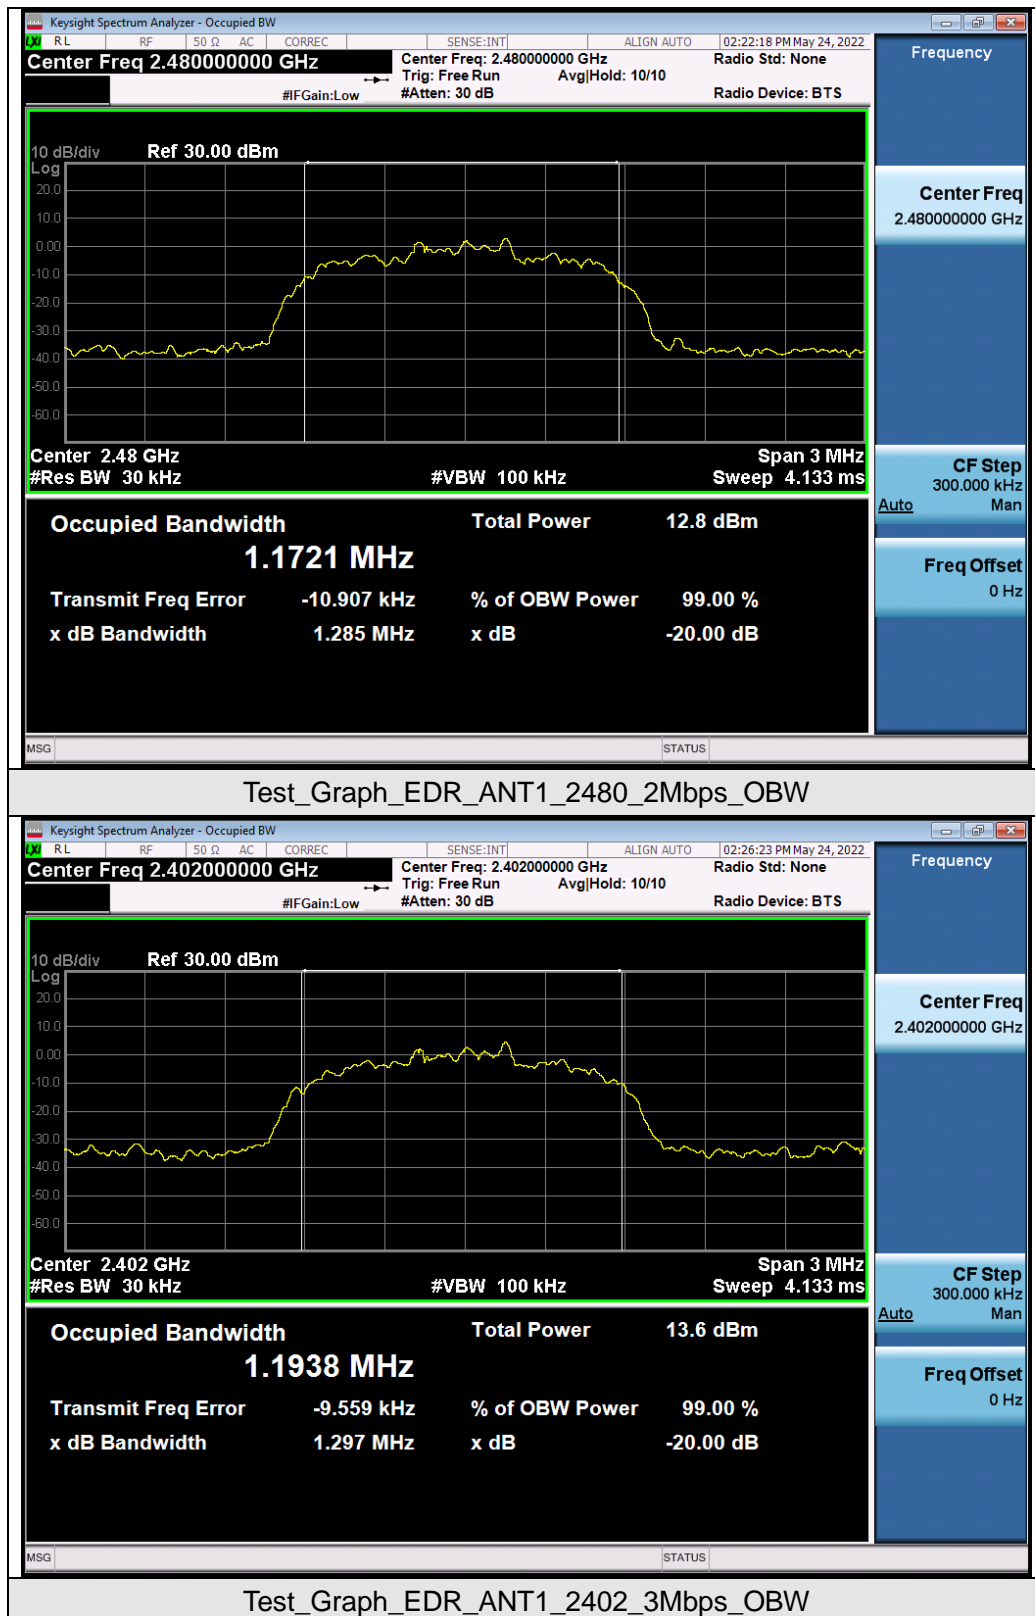 Keysight Spectrum Analyzer - Occupied BW
LXI RL RF 50 Ω AC CORREC SENSE:INT ALIGN AUTO 02:22:18 PM May 24, 2022
Center Freq 2.480000000 GHz Center Freq: 2.480000000 GHz Radio Std: None
Trig: Free Run Avg|Hold: 10/10
#IFGain:Low #Atten: 30 dB Radio Device: BTS
Frequency
10 dB/div Ref 30.00 dBm
Log
20.0
10.0
0.00
-10.0
-20.0
-30.0
-40.0
-50.0
-60.0
Center 2.48 GHz Span 3 MHz
#Res BW 30 kHz #VBW 100 kHz Sweep 4.133 ms
Center Freq
2.480000000 GHz
CF Step
300.000 kHz
Auto Man
Freq Offset
0 Hz
Occupied Bandwidth Total Power 12.8 dBm
1.1721 MHz
Transmit Freq Error -10.907 kHz % of OBW Power 99.00 %
x dB Bandwidth 1.285 MHz x dB -20.00 dB
MSG STATUS
Test_Graph_EDR_ANT1_2480_2Mbps_OBW
Keysight Spectrum Analyzer - Occupied BW
LXI RL RF 50 Ω AC CORREC SENSE:INT ALIGN AUTO 02:26:23 PM May 24, 2022
Center Freq 2.402000000 GHz Center Freq: 2.402000000 GHz Radio Std: None
Trig: Free Run Avg|Hold: 10/10
#IFGain:Low #Atten: 30 dB Radio Device: BTS
Frequency
10 dB/div Ref 30.00 dBm
Log
20.0
10.0
0.00
-10.0
-20.0
-30.0
-40.0
-50.0
-60.0
Center 2.402 GHz Span 3 MHz
#Res BW 30 kHz #VBW 100 kHz Sweep 4.133 ms
Center Freq
2.402000000 GHz
CF Step
300.000 kHz
Auto Man
Freq Offset
0 Hz
Occupied Bandwidth Total Power 13.6 dBm
1.1938 MHz
Transmit Freq Error -9.559 kHz % of OBW Power 99.00 %
x dB Bandwidth 1.297 MHz x dB -20.00 dB
MSG STATUS
Test_Graph_EDR_ANT1_2402_3Mbps_OBW